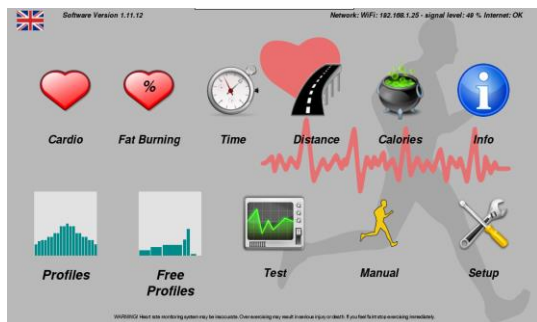 Software Version 1.11.12
Network: WiFi: 192.168.1.25 - signal level: 48 % Internet: OK
%
Cardio
Fat Burning
Time
Distance
Calories
Info
Profiles
Free
Profiles
Test
Manual
Setup
WARNING! Heart rate monitoring system may be inaccurate. Over exercising may result in serious injury or death. If you feel faint stop exercising immediately.